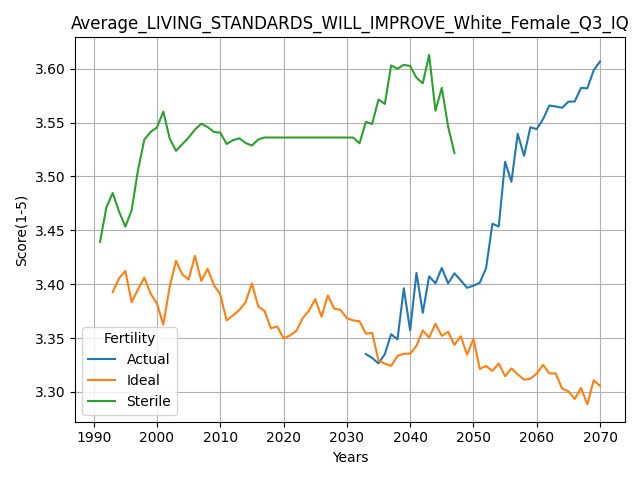 Average_LIVING_STANDARDS_WILL_IMPROVE_White_Female_Q3_IQ
Score(1-5)
3.60
3.55
3.50
3.45
3.40
3.35
3.30
Fertility
Actual
Ideal
Sterile
1990 2000 2010 2020 2030 2040 2050 2060 2070
Years